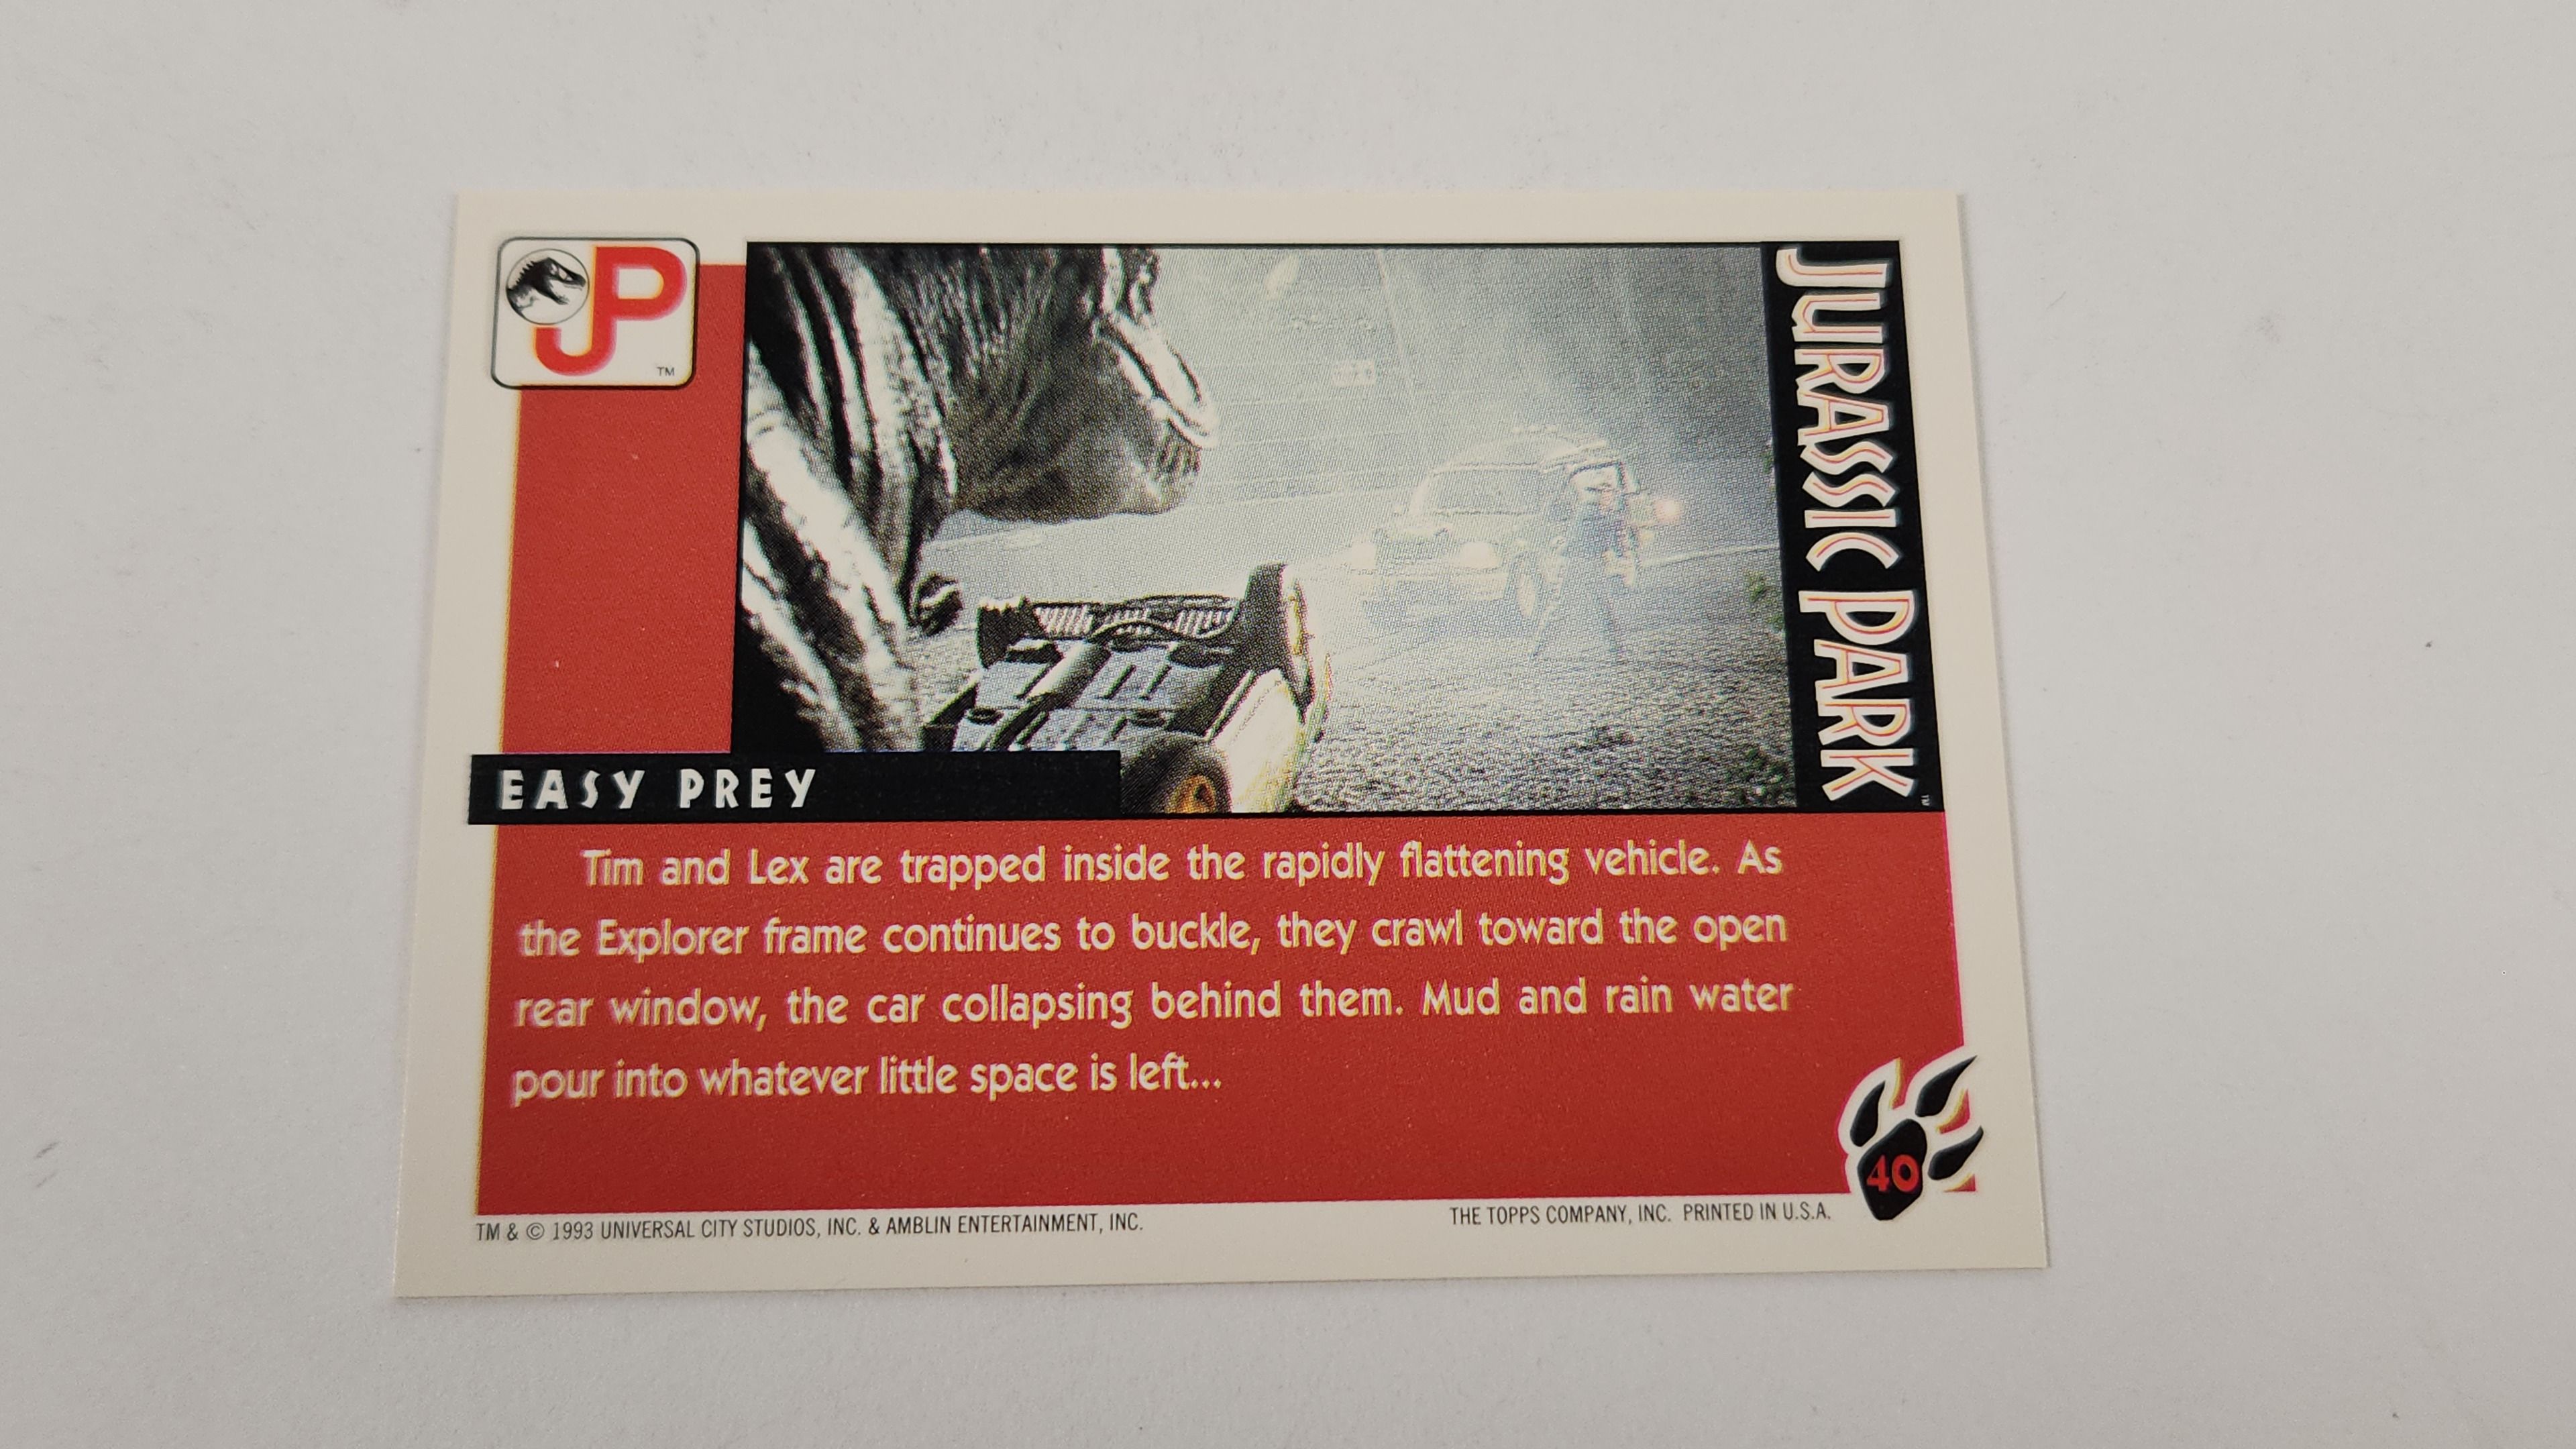 JP
TM
JURASSIC PARK
TM
EASY PREY
Tim and Lex are trapped inside the rapidly flattening vehicle. As
the Explorer frame continues to buckle, they crawl toward the open
rear window, the car collapsing behind them. Mud and rain water
pour into whatever little space is left...
40
TM & © 1993 UNIVERSAL CITY STUDIOS, INC. & AMBLIN ENTERTAINMENT, INC.
THE TOPPS COMPANY, INC. PRINTED IN U.S.A.